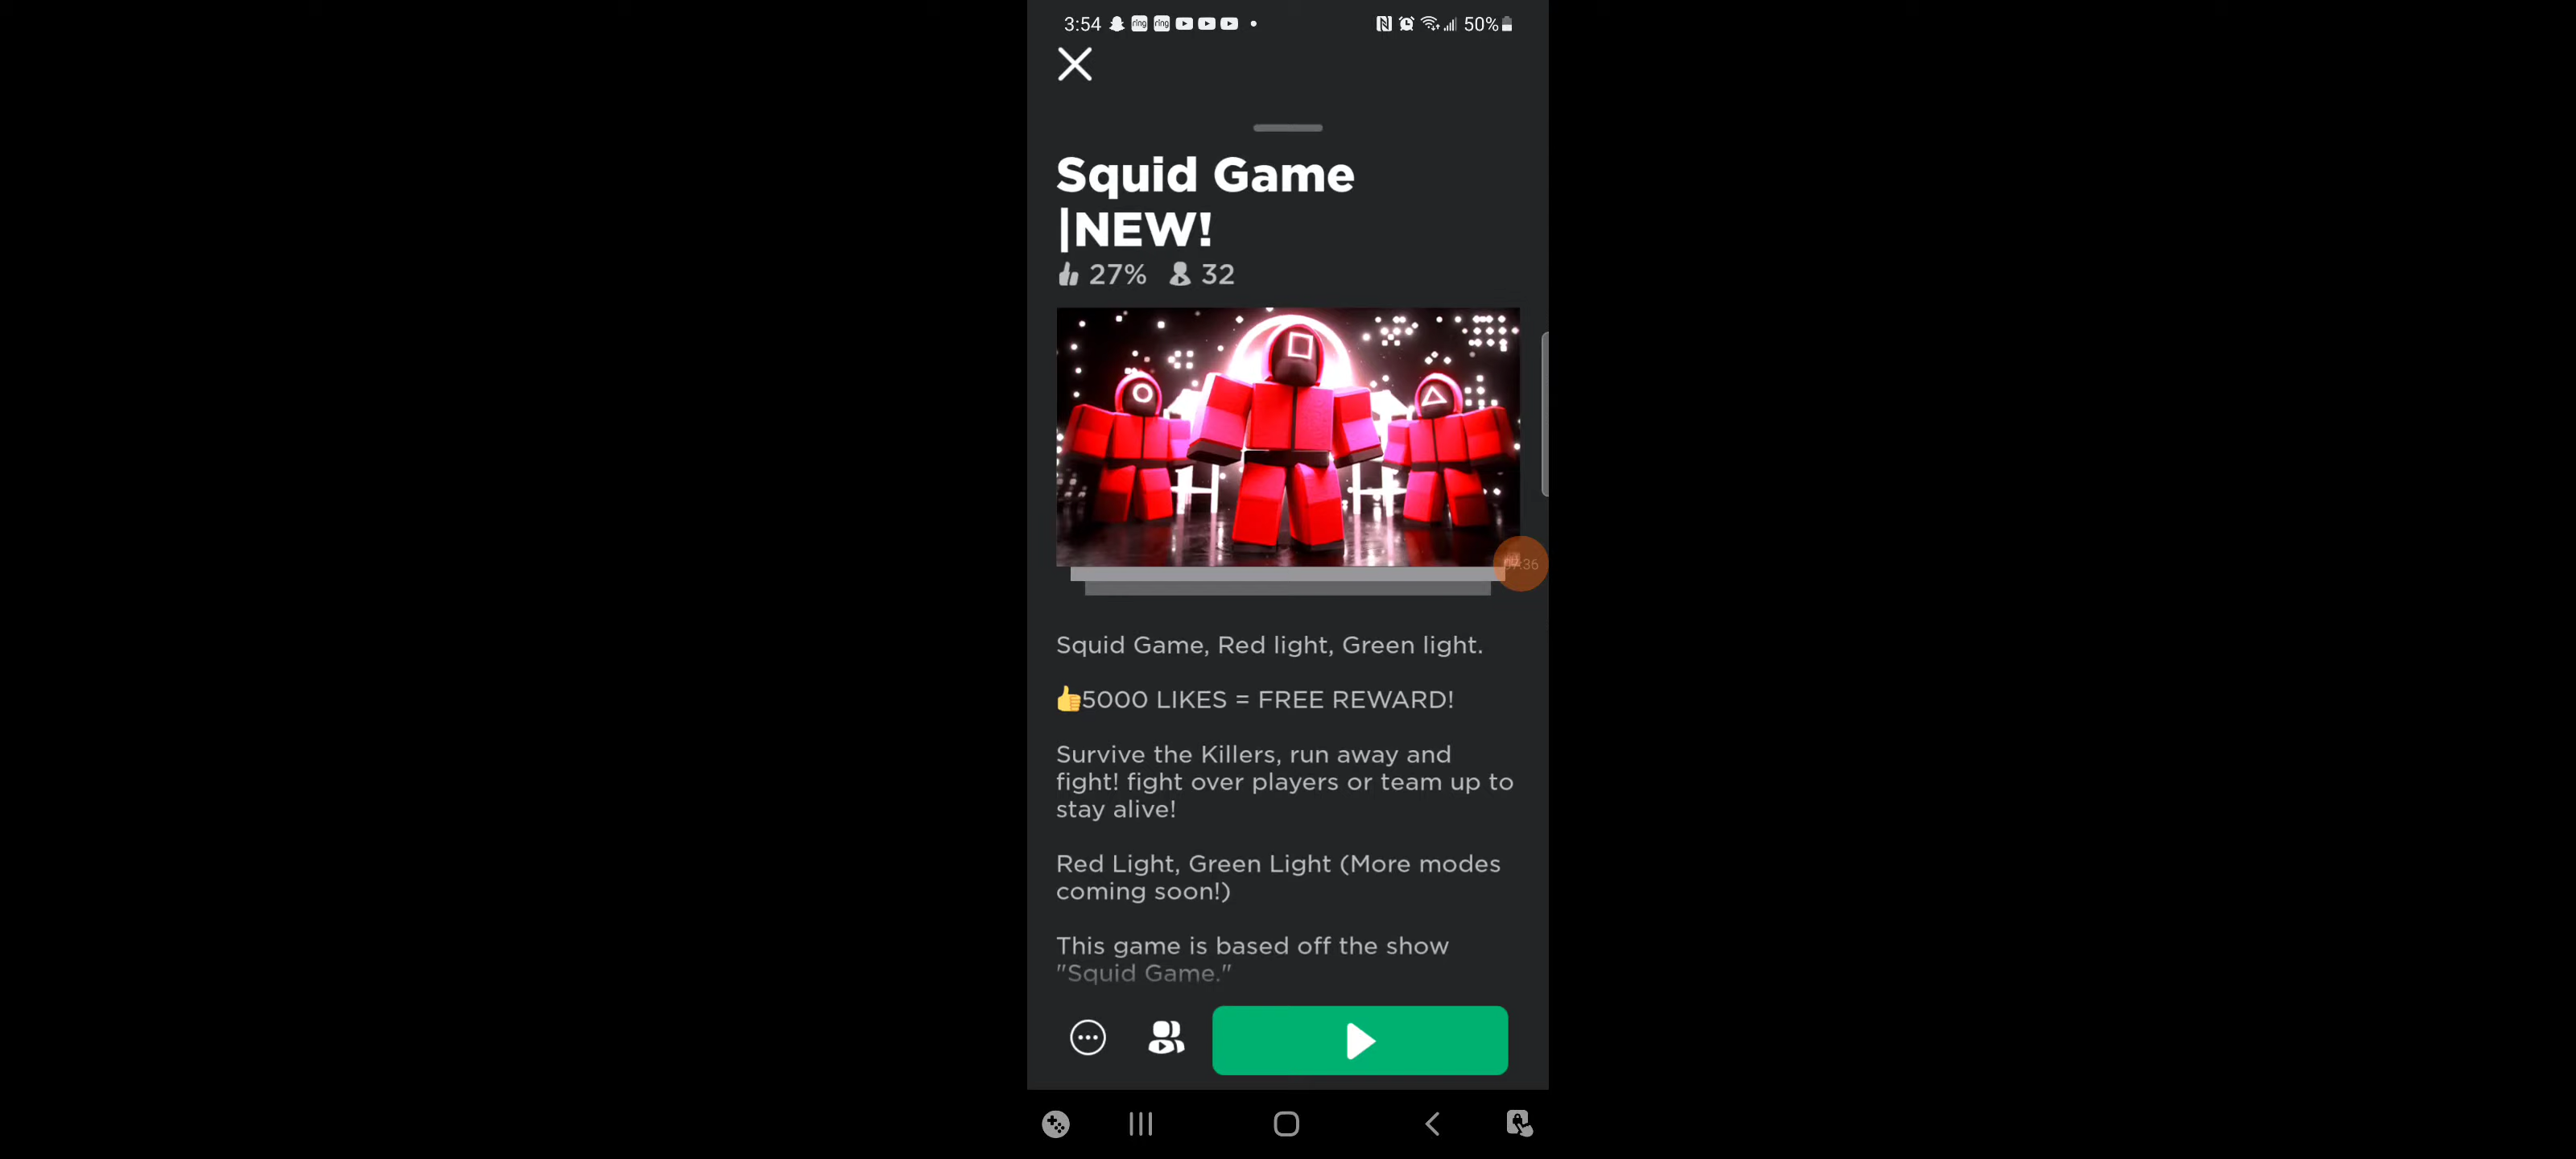 3:54 ring ring 50%
Squid Game
|NEW!
27% 32
Squid Game, Red light, Green light.
👍5000 LIKES = FREE REWARD!
Survive the Killers, run away and
fight! fight over players or team up to
stay alive!
Red Light, Green Light (More modes
coming soon!)
This game is based off the show
"Squid Game."